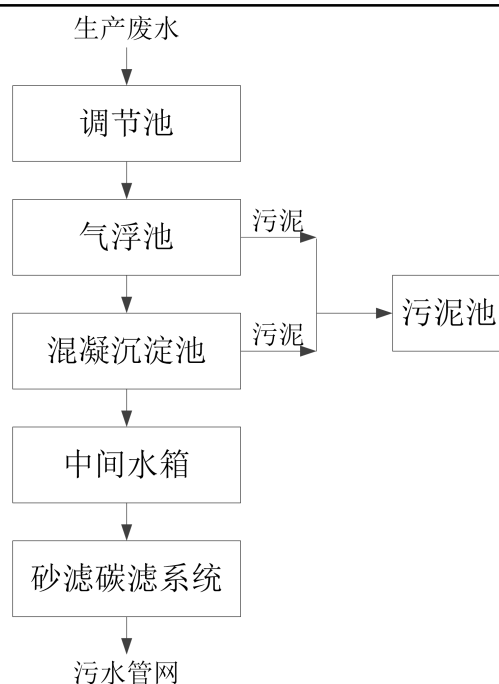 生产废水
调节池
气浮池
污泥
污泥池
混凝沉淀池
污泥
中间水箱
砂滤碳滤系统
污水管网